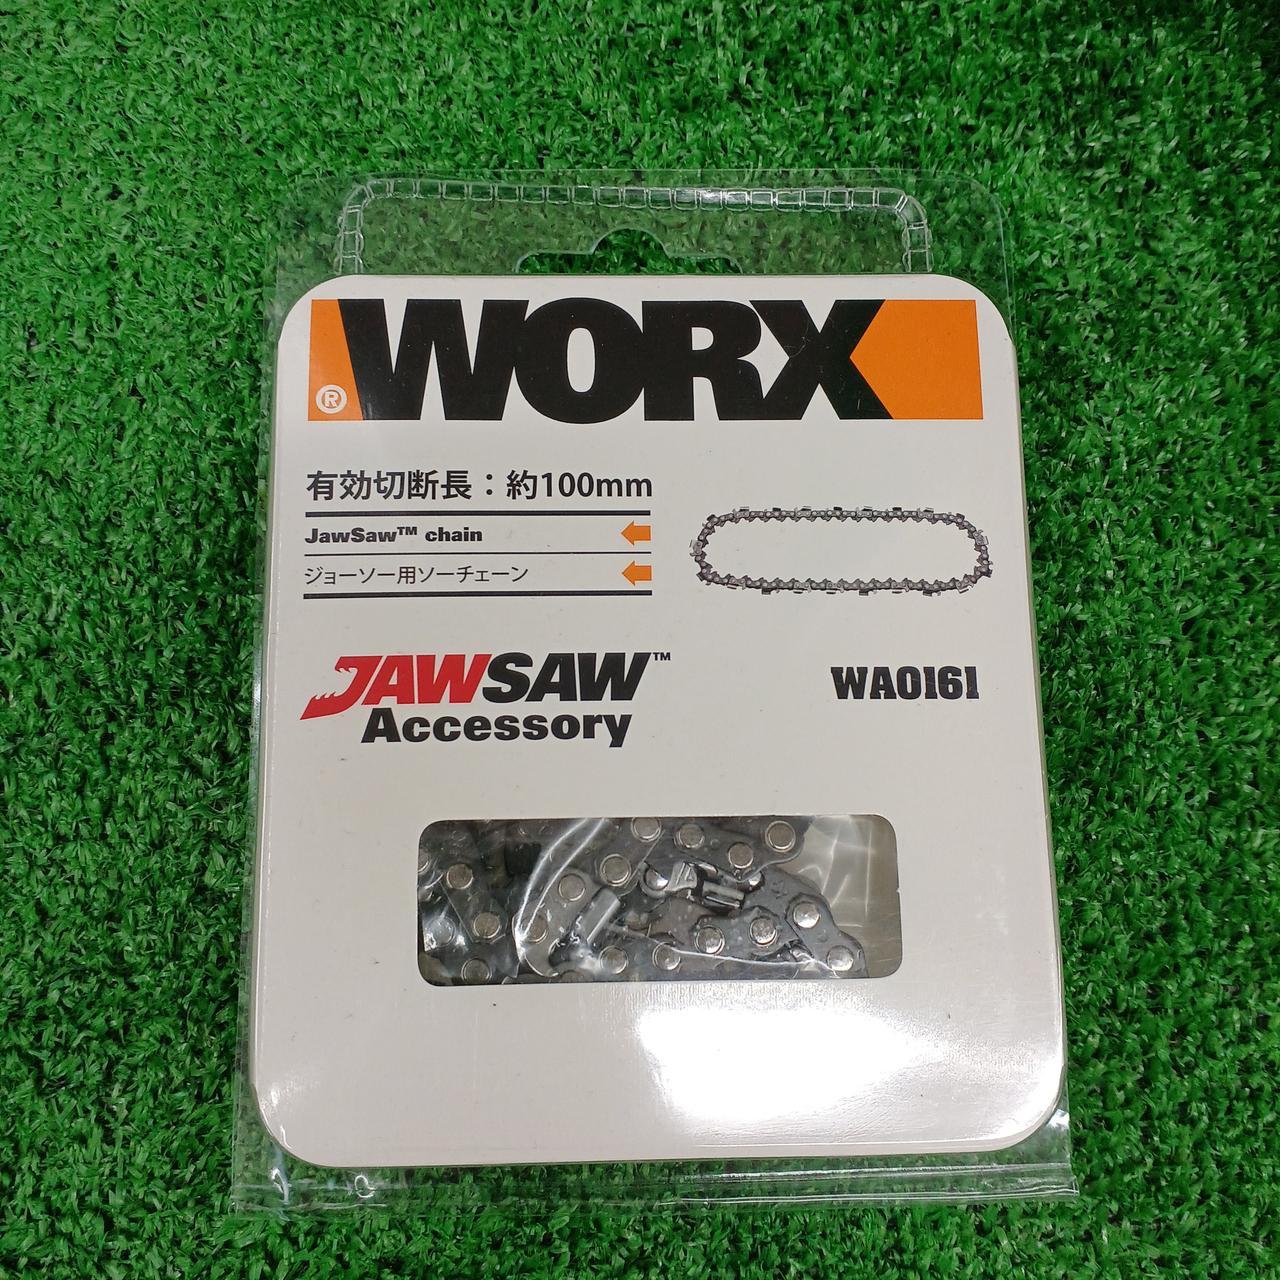 WORX
®
有効切断長：約100mm
JawSaw™ chain
ジョーソー用ソーチェーン
JAWSAW™
Accessory
WA0161